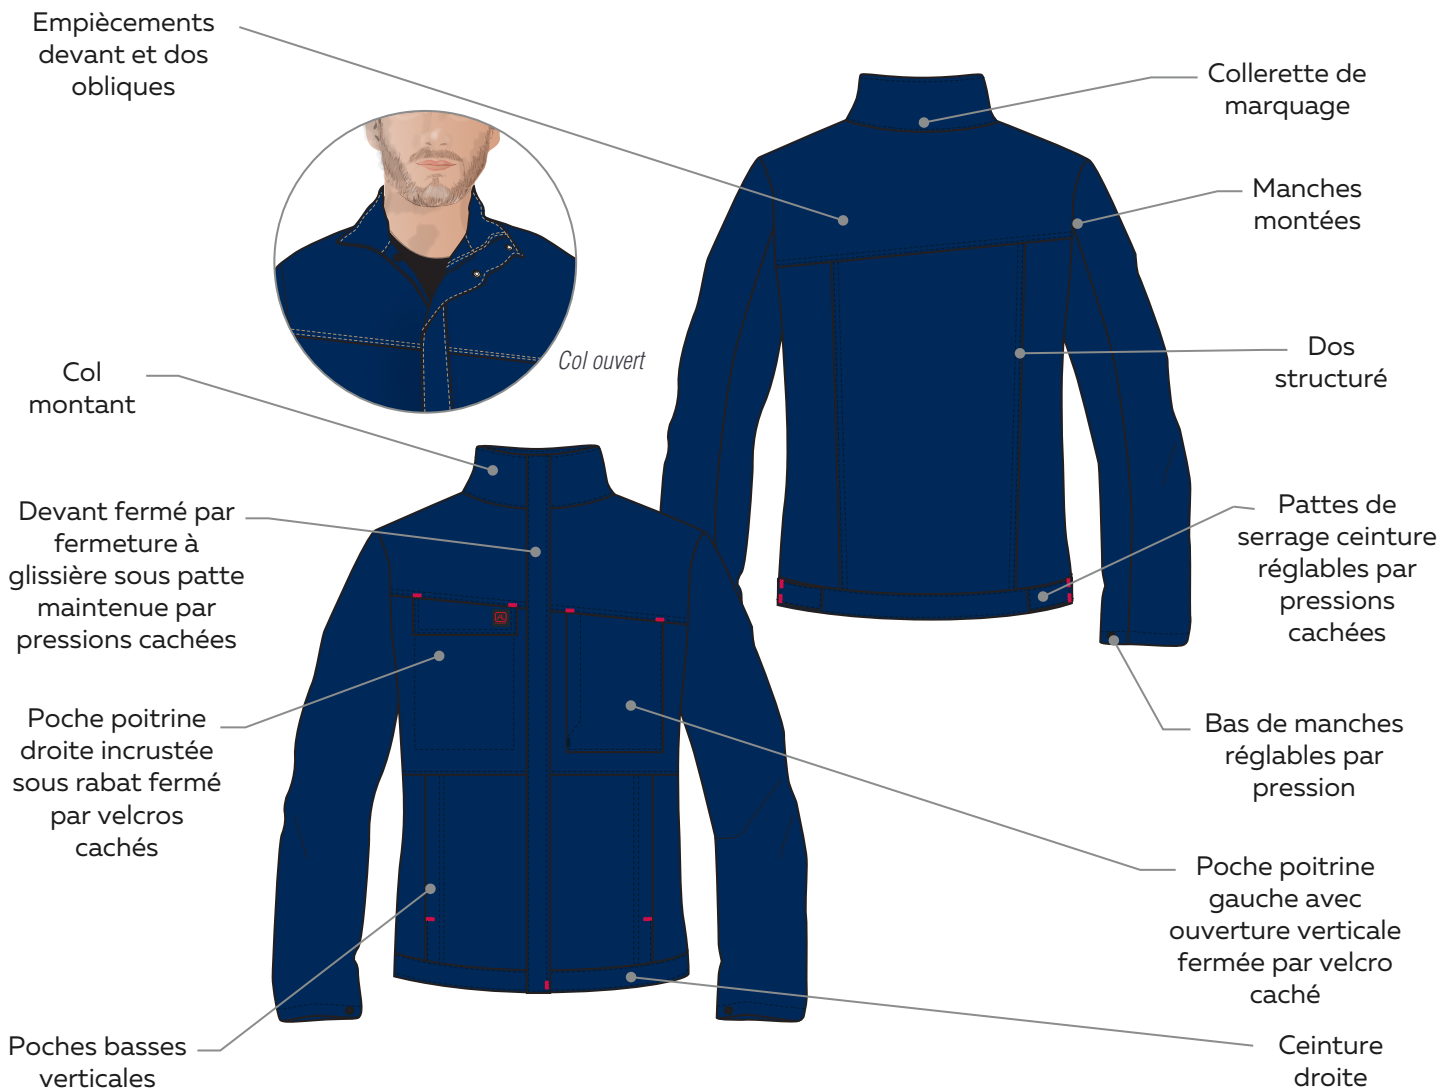 Empiècements
devant et dos
obliques
Collerette de
marquage
Manches
montées
Col ouvert
Dos
structuré
Col
montant
Devant fermé par
fermeture à
glissière sous patte
maintenue par
pressions cachées
Pattes de
serrage ceinture
réglables par
pressions
cachées
Poche poitrine
droite incrustée
sous rabat fermé
par velcros
cachés
Bas de manches
réglables par
pression
Poche poitrine
gauche avec
ouverture verticale
fermée par velcro
caché
Poches basses
verticales
Ceinture
droite